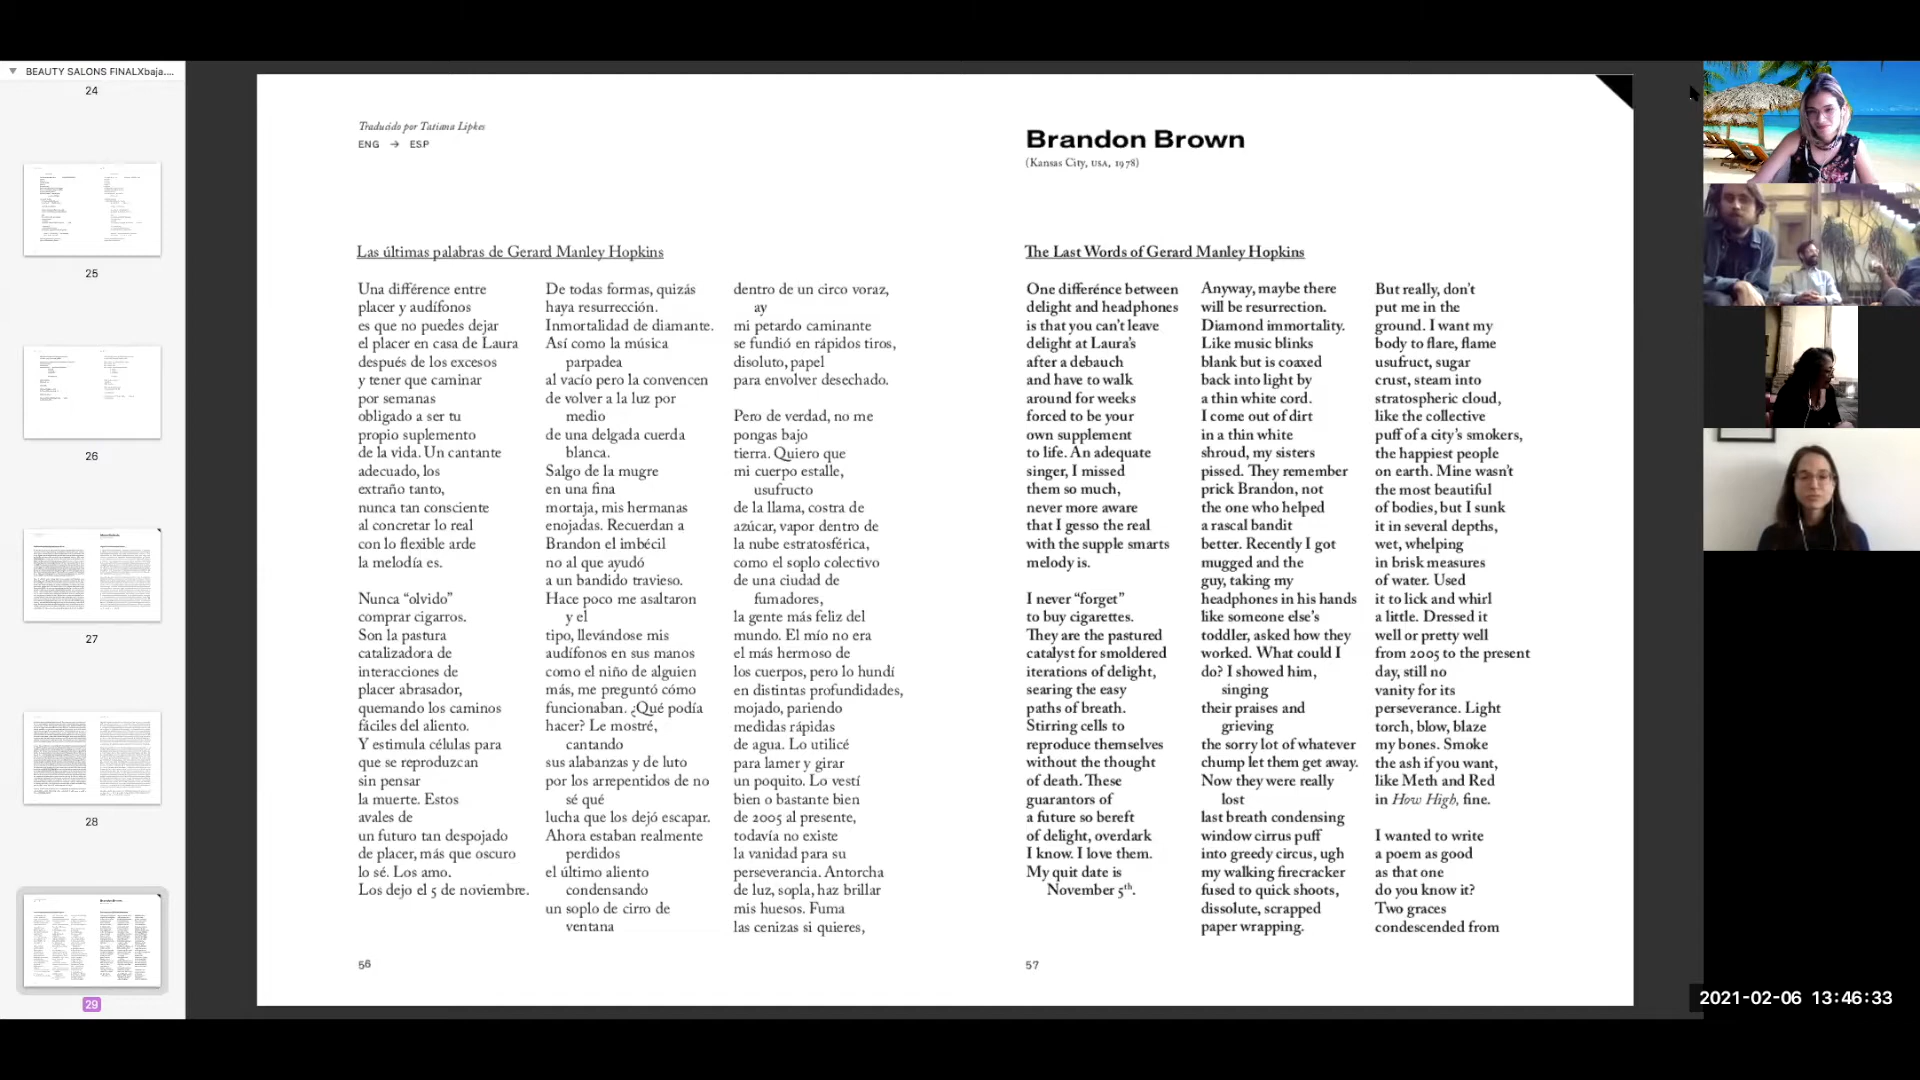 BEAUTY SALONS FINALXbaja....
24
25
26
27
28
29
Traducido por Tatiana Lipkes
ENG → ESP
Las últimas palabras de Gerard Manley Hopkins
Una différence entre
placer y audífonos
es que no puedes dejar
el placer en casa de Laura
después de los excesos
y tener que caminar
por semanas
obligado a ser tu
propio suplemento
de la vida. Un cantante
adecuado, los
extraño tanto,
nunca tan consciente
al concretar lo real
con lo flexible arde
la melodía es.
Nunca “olvido”
comprar cigarros.
Son la pastura
catalizadora de
interacciones de
placer abrasador,
quemando los caminos
fáciles del aliento.
Y estimula células para
que se reproduzcan
sin pensar
la muerte. Estos
avales de
un futuro tan despojado
de placer, más que oscuro
lo sé. Los amo.
Los dejo el 5 de noviembre.
De todas formas, quizás
haya resurrección.
Inmortalidad de diamante.
Así como la música
parpadea
al vacío pero la convencen
de volver a la luz por
medio
de una delgada cuerda
blanca.
Salgo de la mugre
en una fina
mortaja, mis hermanas
enojadas. Recuerdan a
Brandon el imbécil
no al que ayudó
a un bandido travieso.
Hace poco me asaltaron
y el
tipo, llevándose mis
audífonos en sus manos
como el niño de alguien
más, me preguntó cómo
funcionaban. ¿Qué podía
hacer? Le mostré,
cantando
sus alabanzas y de luto
por los arrepentidos de no
sé qué
lucha que los dejó escapar.
Ahora estaban realmente
perdidos
el último aliento
condensando
un soplo de cirro de
ventana
dentro de un circo voraz,
ay
mi petardo caminante
se fundió en rápidos tiros,
disoluto, papel
para envolver desechado.
Pero de verdad, no me
pongas bajo
tierra. Quiero que
mi cuerpo estalle,
usufructo
de la llama, costra de
azúcar, vapor dentro de
la nube estratosférica,
como el soplo colectivo
de una ciudad de
fumadores,
la gente más feliz del
mundo. El mío no era
el más hermoso de
los cuerpos, pero lo hundí
en distintas profundidades,
mojado, pariendo
medidas rápidas
de agua. Lo utilicé
para lamer y girar
un poquito. Lo vestí
bien o bastante bien
de 2005 al presente,
todavía no existe
la vanidad para su
perseverancia. Antorcha
de luz, sopla, haz brillar
mis huesos. Fuma
las cenizas si quieres,
56
Brandon Brown
(Kansas City, USA, 1978)
The Last Words of Gerard Manley Hopkins
One différence between
delight and headphones
is that you can’t leave
delight at Laura’s
after a debauch
and have to walk
around for weeks
forced to be your
own supplement
to life. An adequate
singer, I missed
them so much,
never more aware
that I gesso the real
with the supple smarts
melody is.
I never “forget”
to buy cigarettes.
They are the pastured
catalyst for smoldered
iterations of delight,
searing the easy
paths of breath.
Stirring cells to
reproduce themselves
without the thought
of death. These
guarantors of
a future so bereft
of delight, overdark
I know. I love them.
My quit date is
November 5th.
Anyway, maybe there
will be resurrection.
Diamond immortality.
Like music blinks
blank but is coaxed
back into light by
a thin white cord.
I come out of dirt
in a thin white
shroud, my sisters
pissed. They remember
prick Brandon, not
the one who helped
a rascal bandit
better. Recently I got
mugged and the
guy, taking my
headphones in his hands
like someone else’s
toddler, asked how they
worked. What could I
do? I showed him,
singing
their praises and
grieving
the sorry lot of whatever
chump let them get away.
Now they were really
lost
last breath condensing
window cirrus puff
into greedy circus, ugh
my walking firecracker
fused to quick shoots,
dissolute, scrapped
paper wrapping.
But really, don’t
put me in the
ground. I want my
body to flare, flame
usufruct, sugar
crust, steam into
stratospheric cloud,
like the collective
puff of a city’s smokers,
the happiest people
on earth. Mine wasn’t
the most beautiful
of bodies, but I sunk
it in several depths,
wet, whelping
in brisk measures
of water. Used
it to lick and whirl
a little. Dressed it
well or pretty well
from 2005 to the present
day, still no
vanity for its
perseverance. Light
torch, blow, blaze
my bones. Smoke
the ash if you want,
like Meth and Red
in How High, fine.
I wanted to write
a poem as good
as that one
do you know it?
Two graces
condescended from
57
2021-02-06 13:46:33